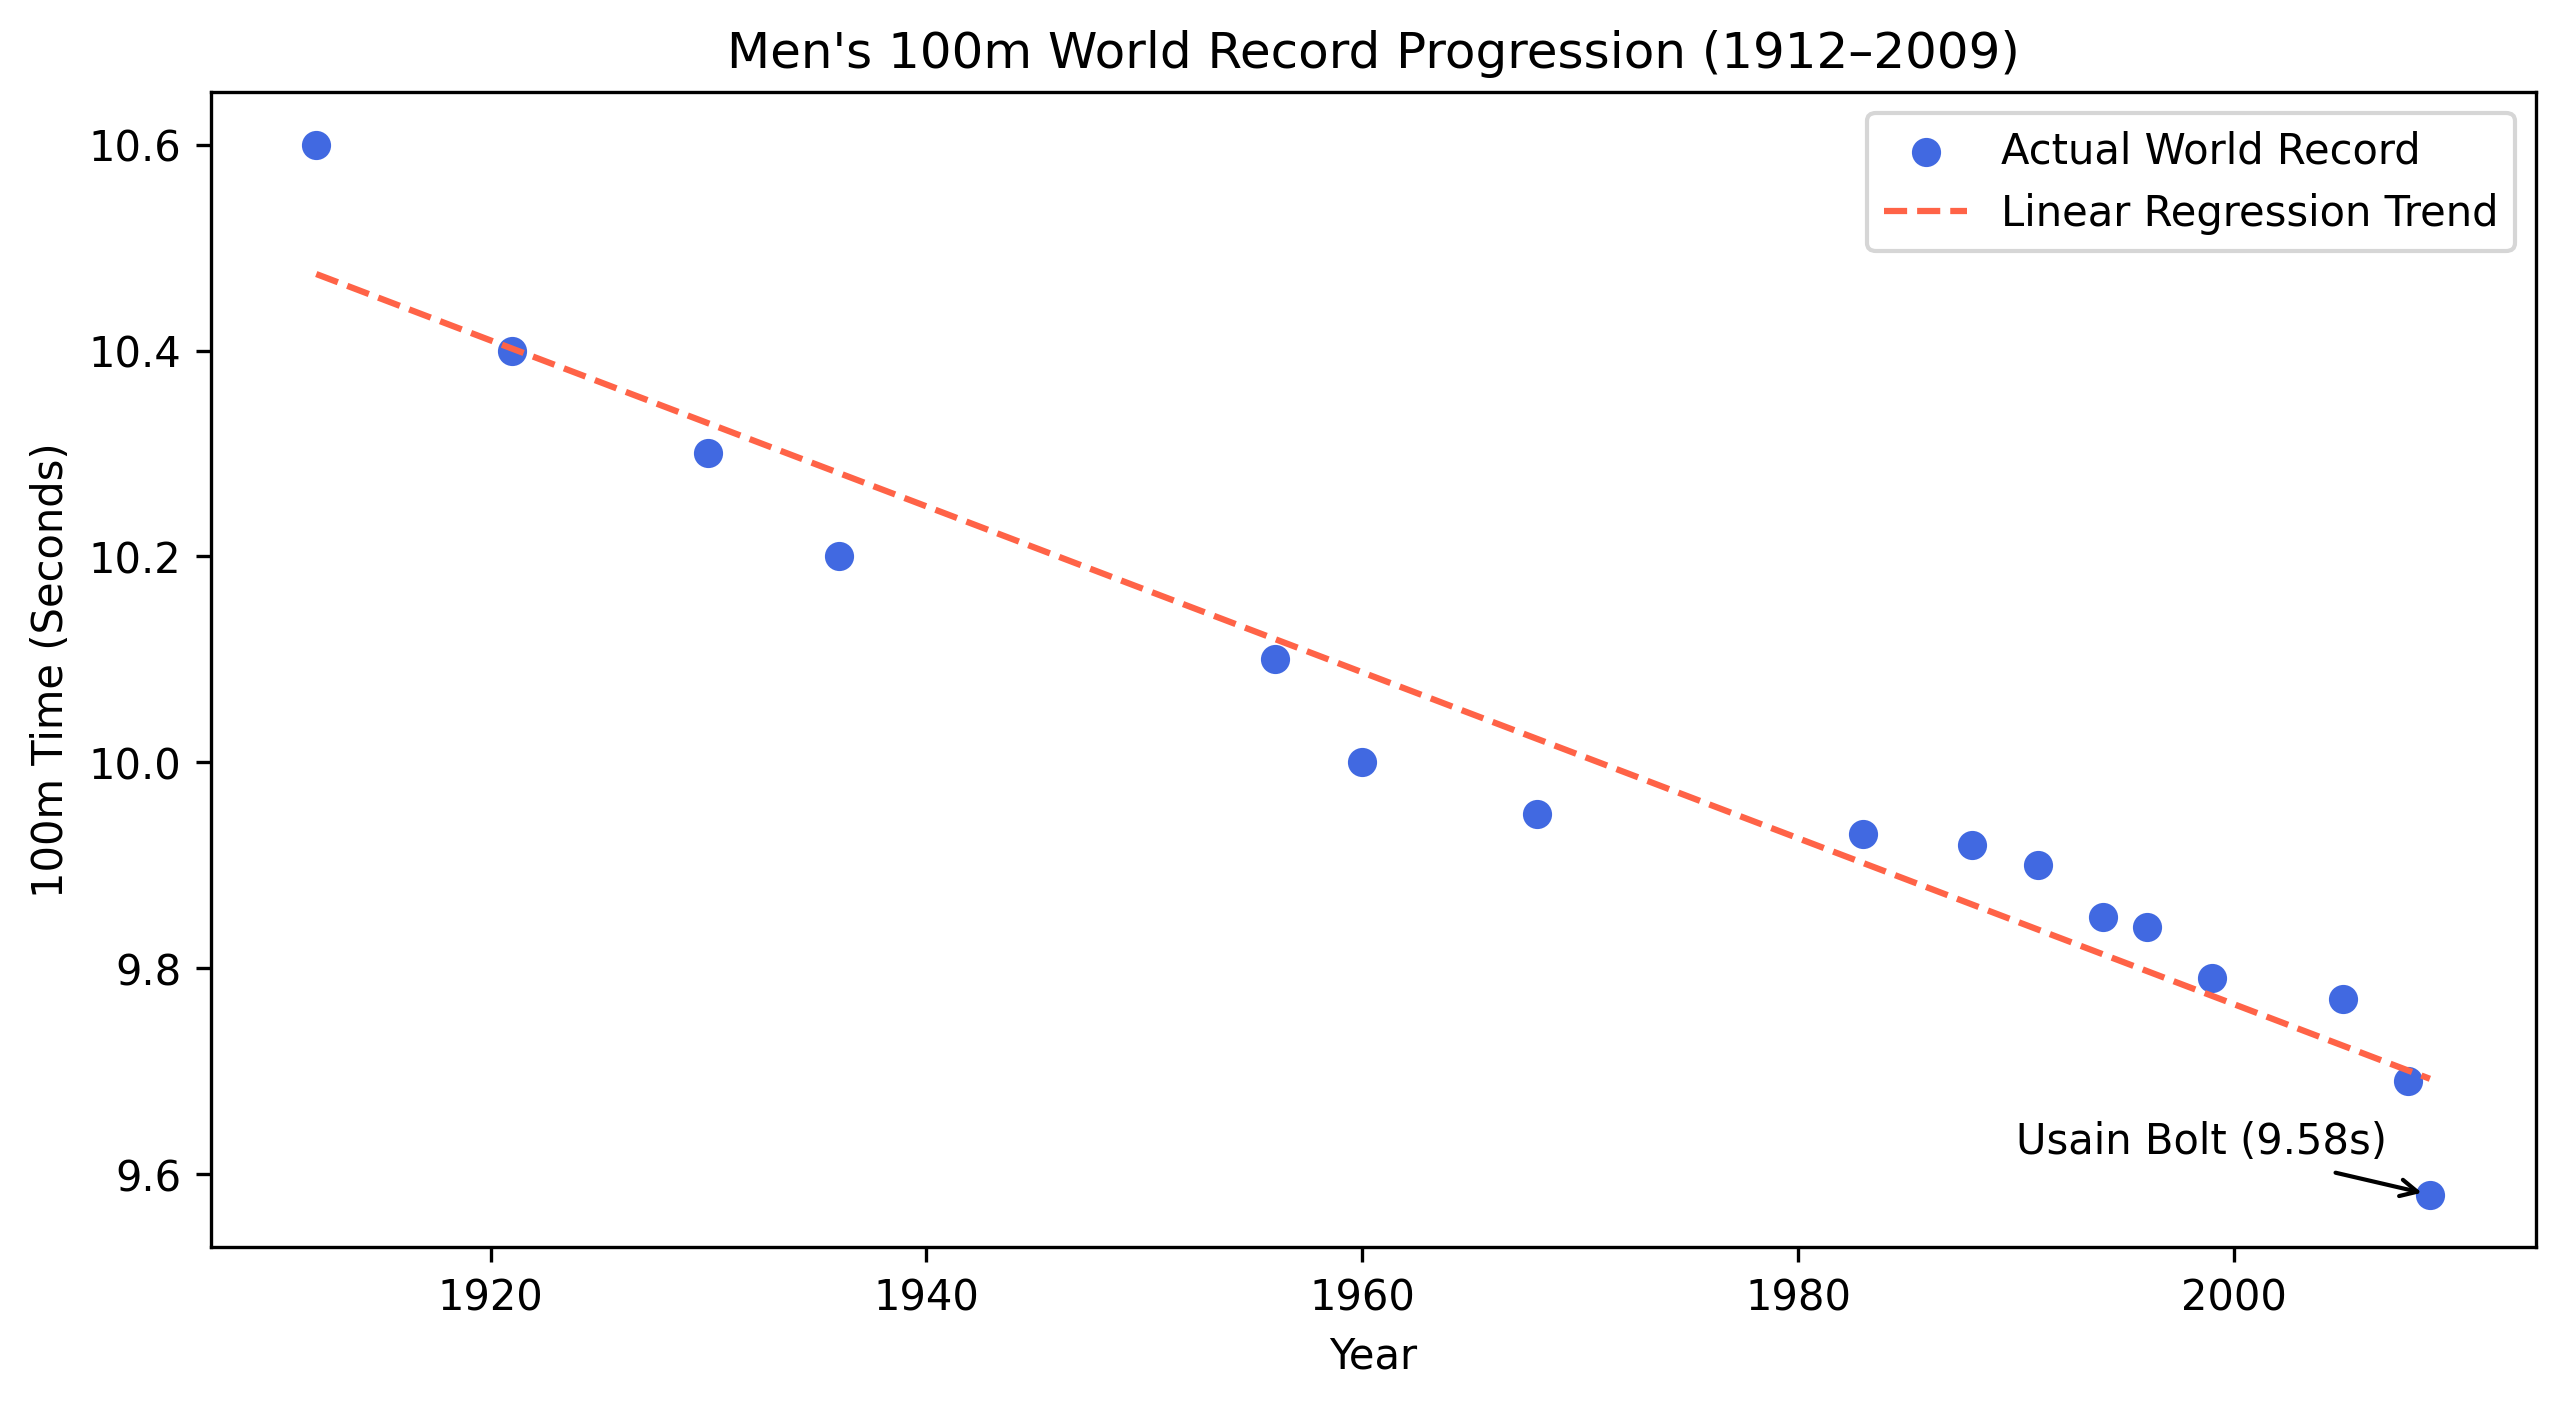 Men's 100m World Record Progression (1912–2009)
Actual World Record
Linear Regression Trend
100m Time (Seconds)
10.6
10.4
10.2
10.0
9.8
9.6
Usain Bolt (9.58s)
1920 1940 1960 1980 2000
Year